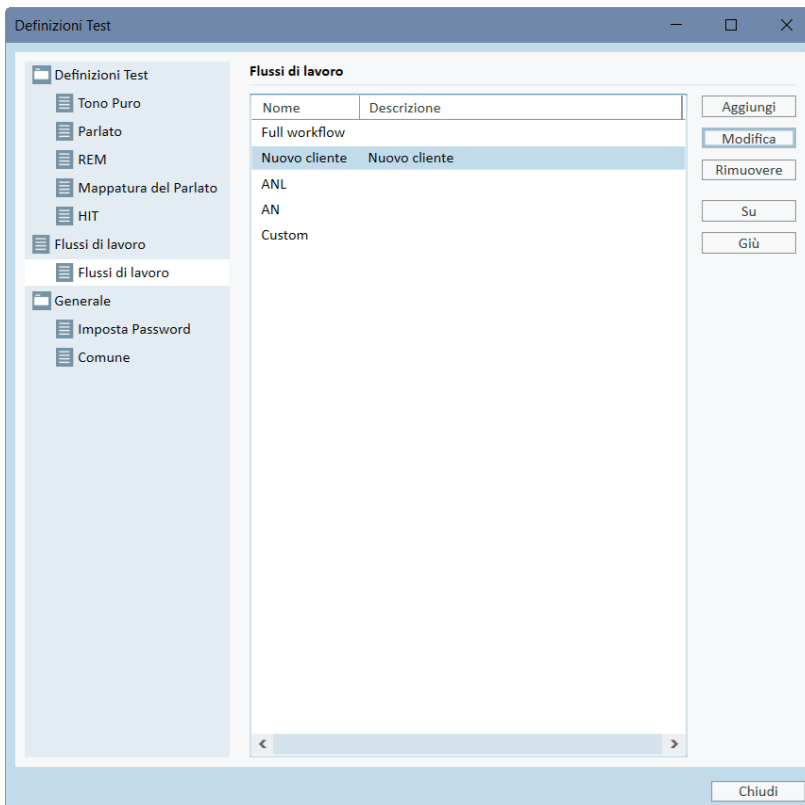 Definizioni Test
Definizioni Test
Tono Puro
Parlato
REM
Mappatura del Parlato
HIT
Flussi di lavoro
Flussi di lavoro
Generale
Imposta Password
Comune
Flussi di lavoro
Nome Descrizione
Full workflow
Nuovo cliente Nuovo cliente
ANL
AN
Custom
Aggiungi
Modifica
Rimuovere
Su
Giù
Chiudi